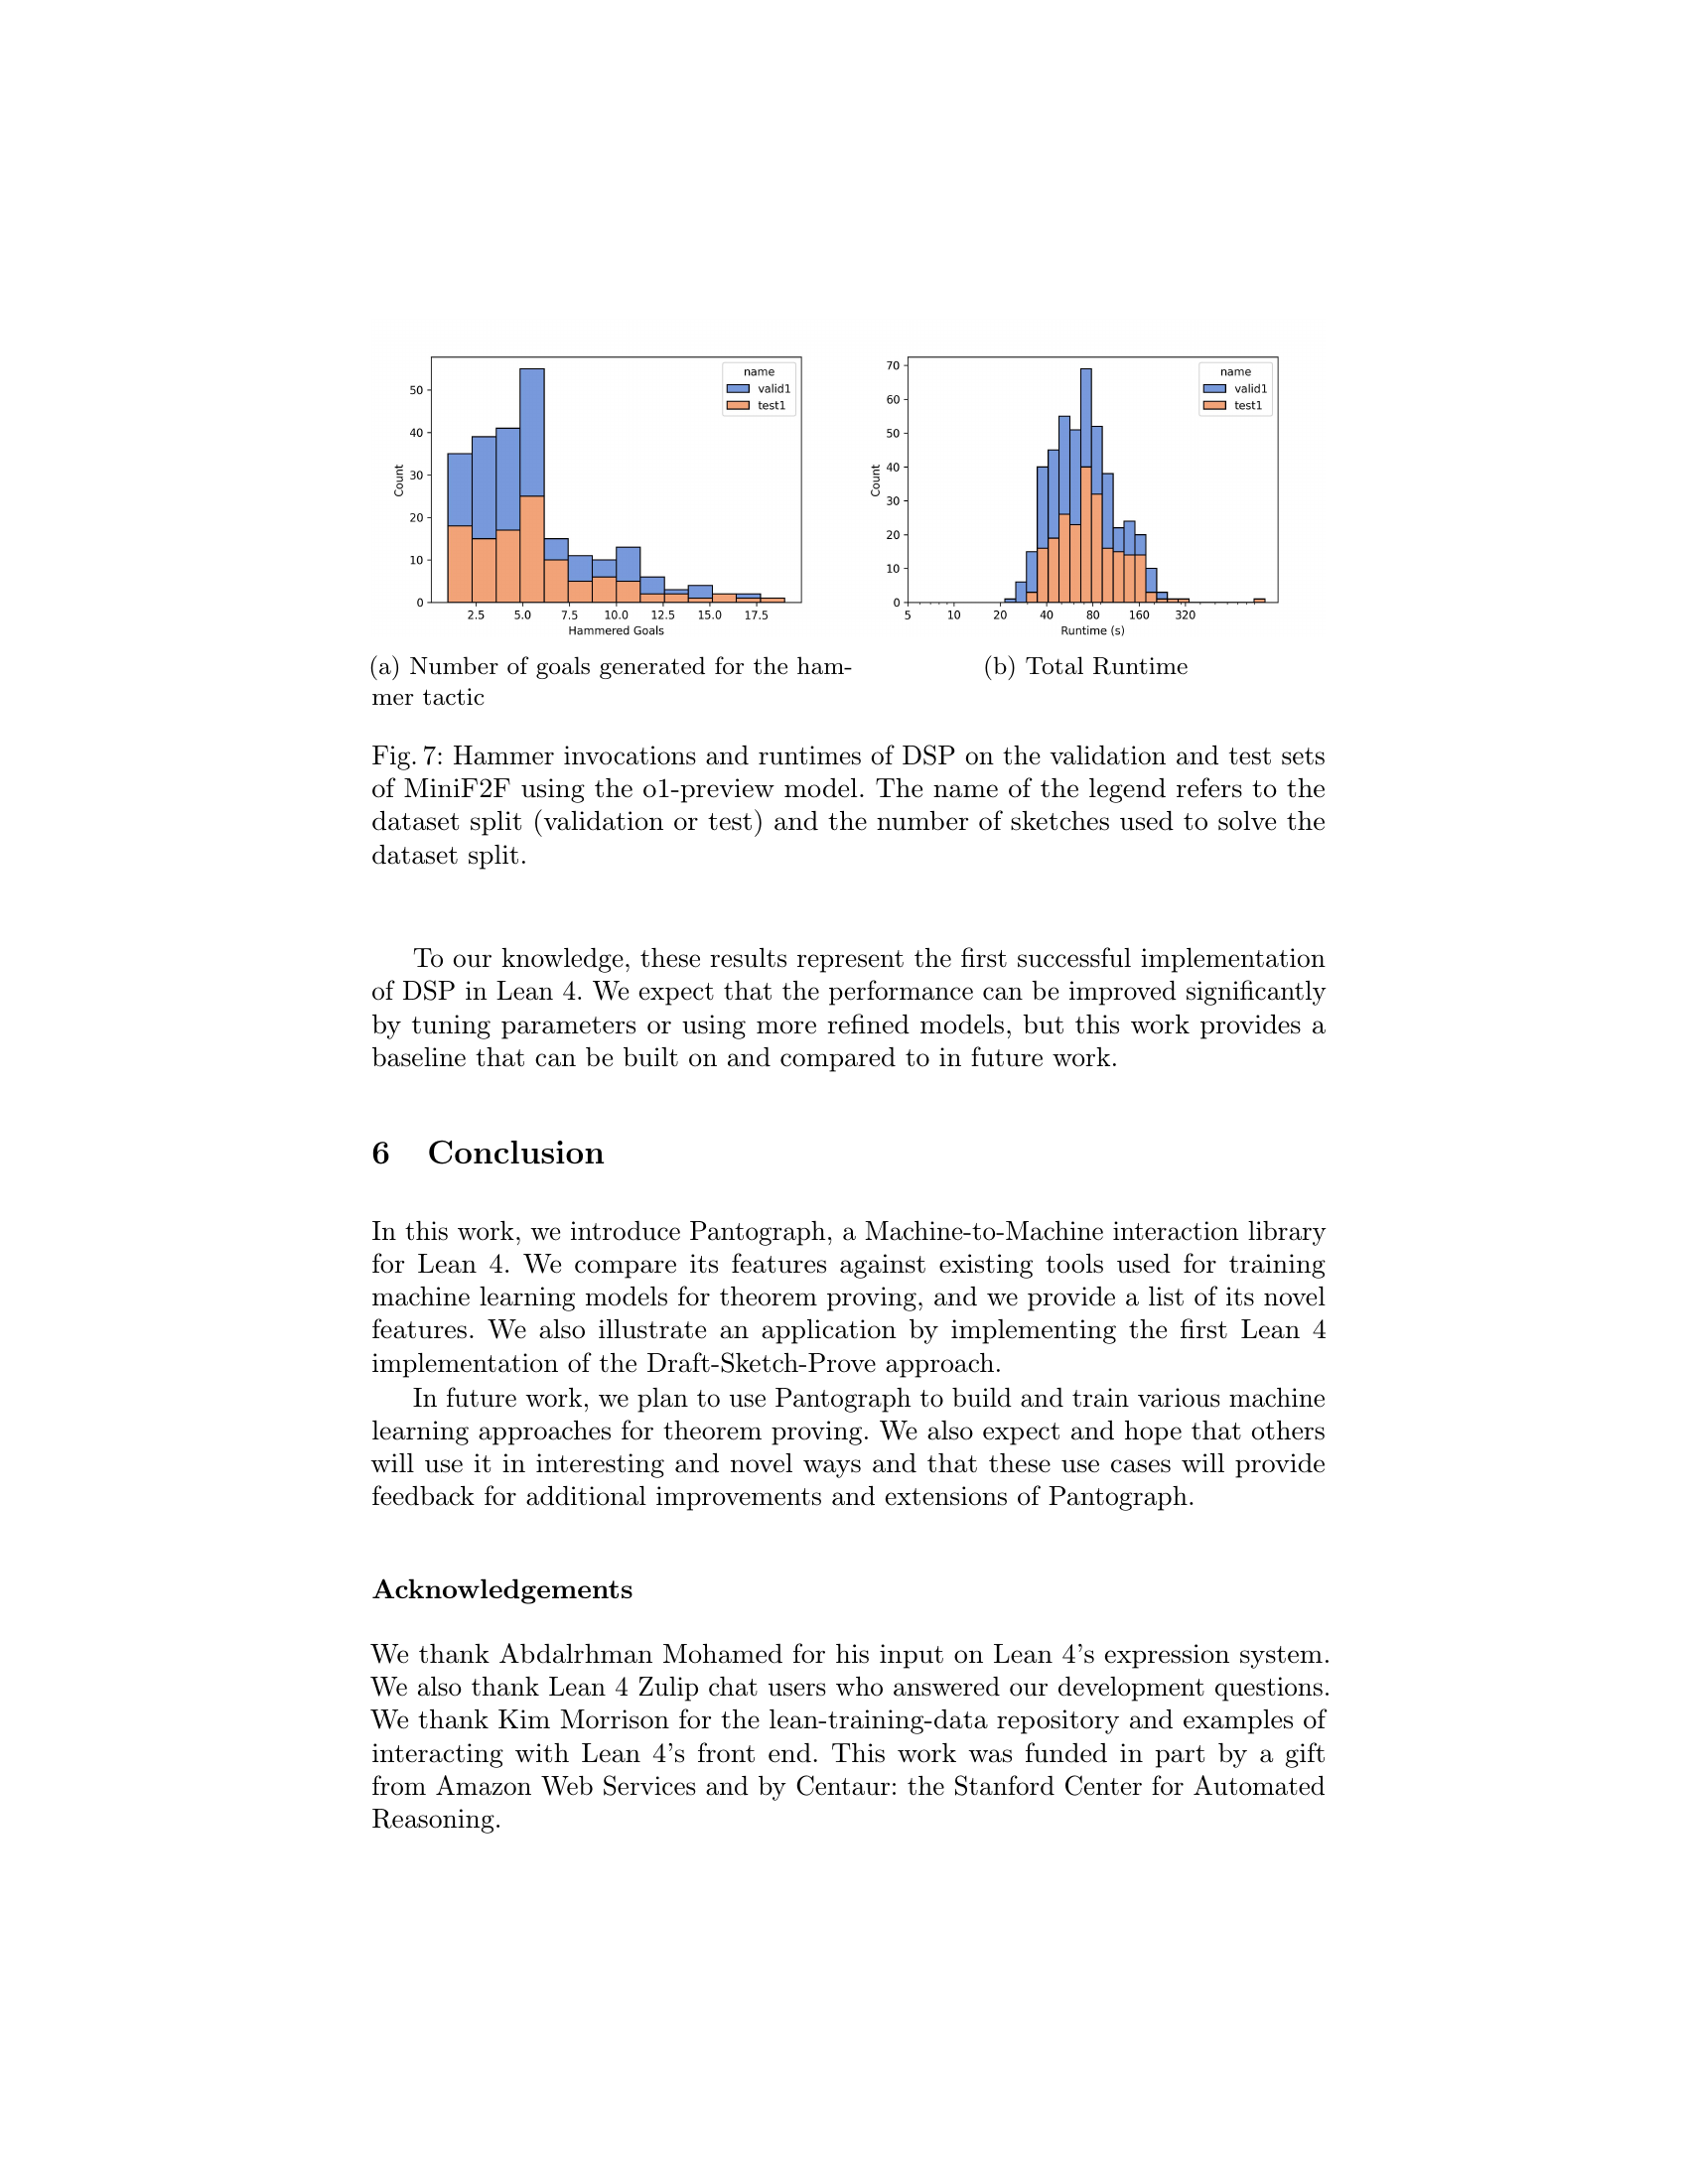 name
valid1
test1
50
40
30
20
10
0
Count
2.5 5.0 7.5 10.0 12.5 15.0 17.5
Hammered Goals
(a) Number of goals generated for the ham-
mer tactic
name
valid1
test1
70
60
50
40
30
20
10
0
Count
5 10 20 40 80 160 320
Runtime (s)
(b) Total Runtime
Fig. 7: Hammer invocations and runtimes of DSP on the validation and test sets
of MiniF2F using the o1-preview model. The name of the legend refers to the
dataset split (validation or test) and the number of sketches used to solve the
dataset split.
To our knowledge, these results represent the first successful implementation
of DSP in Lean 4. We expect that the performance can be improved significantly
by tuning parameters or using more refined models, but this work provides a
baseline that can be built on and compared to in future work.
6 Conclusion
In this work, we introduce Pantograph, a Machine-to-Machine interaction library
for Lean 4. We compare its features against existing tools used for training
machine learning models for theorem proving, and we provide a list of its novel
features. We also illustrate an application by implementing the first Lean 4
implementation of the Draft-Sketch-Prove approach.
In future work, we plan to use Pantograph to build and train various machine
learning approaches for theorem proving. We also expect and hope that others
will use it in interesting and novel ways and that these use cases will provide
feedback for additional improvements and extensions of Pantograph.
Acknowledgements
We thank Abdalrhman Mohamed for his input on Lean 4's expression system.
We also thank Lean 4 Zulip chat users who answered our development questions.
We thank Kim Morrison for the lean-training-data repository and examples of
interacting with Lean 4's front end. This work was funded in part by a gift
from Amazon Web Services and by Centaur: the Stanford Center for Automated
Reasoning.